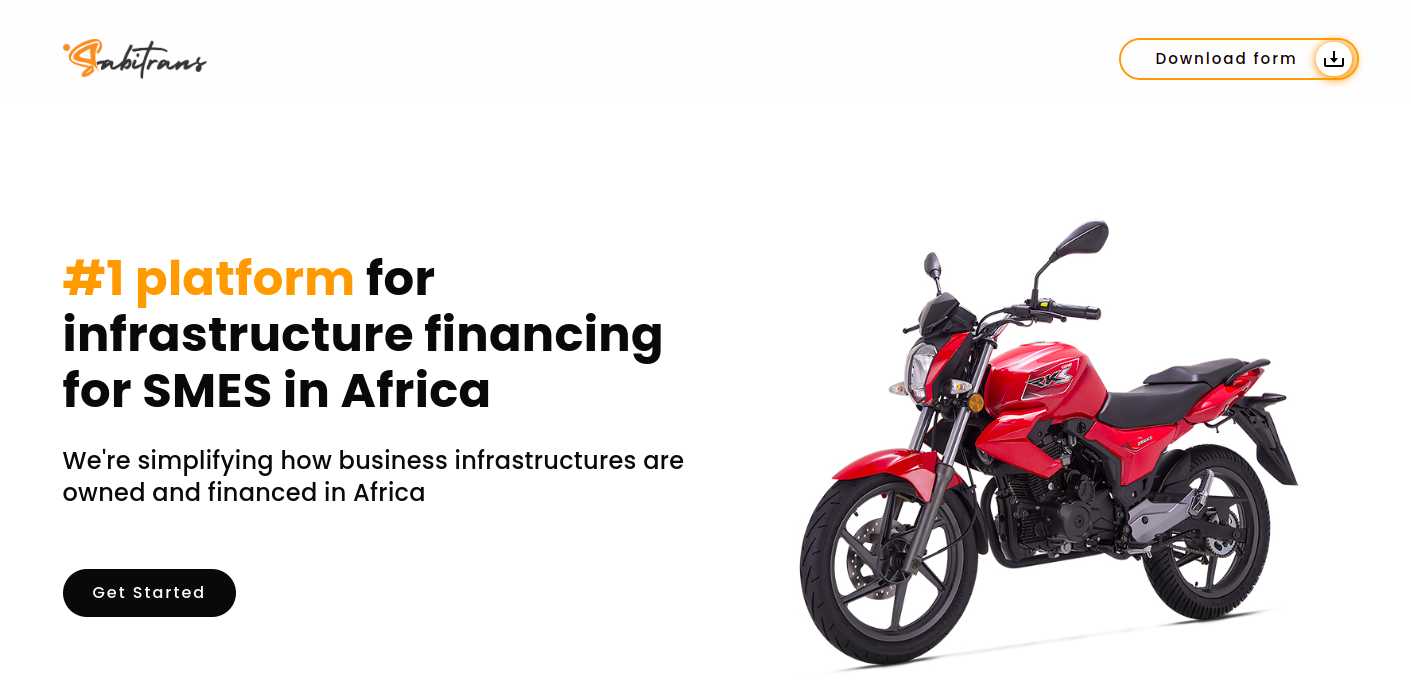 Sabitrans
Download form
#1 platform for
infrastructure financing
for SMES in Africa
We're simplifying how business infrastructures are
owned and financed in Africa
Get Started
RKS